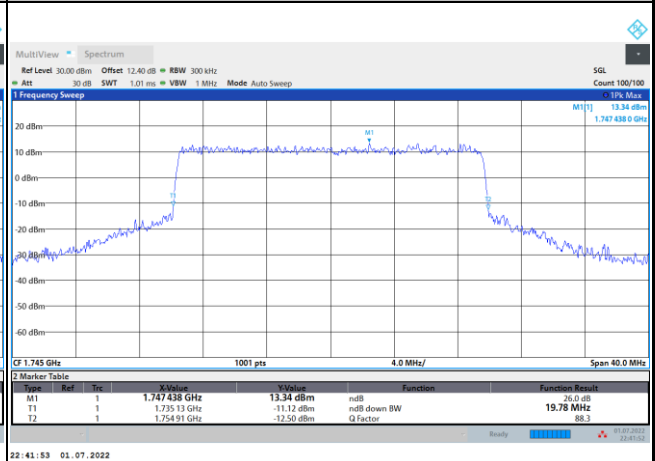 MultiView Spectrum
Ref Level 30.00 dBm Offset 12.40 dB RBW 300 kHz SGL
Att 30 dB SWT 1.01 ms VBW 1 MHz Mode Auto Sweep Count 100/100
1 Frequency Sweep 1Pk Max
M1[1] 13.34 dBm
1.747 438 0 GHz
20 dBm
M1
10 dBm
0 dBm
T1
T2
-10 dBm
-20 dBm
-30 dBm
-40 dBm
-50 dBm
-60 dBm
CF 1.745 GHz 1001 pts 4.0 MHz/ Span 40.0 MHz
2 Marker Table
Type Ref Trc X-Value Y-Value Function Function Result
M1 1 1.747 438 GHz 13.34 dBm ndB 26.0 dB
T1 1 1.735 13 GHz -11.12 dBm ndB down BW 19.78 MHz
T2 1 1.754 91 GHz -12.50 dBm Q Factor 88.3
Ready 01.07.2022
22:41:52
22:41:53 01.07.2022